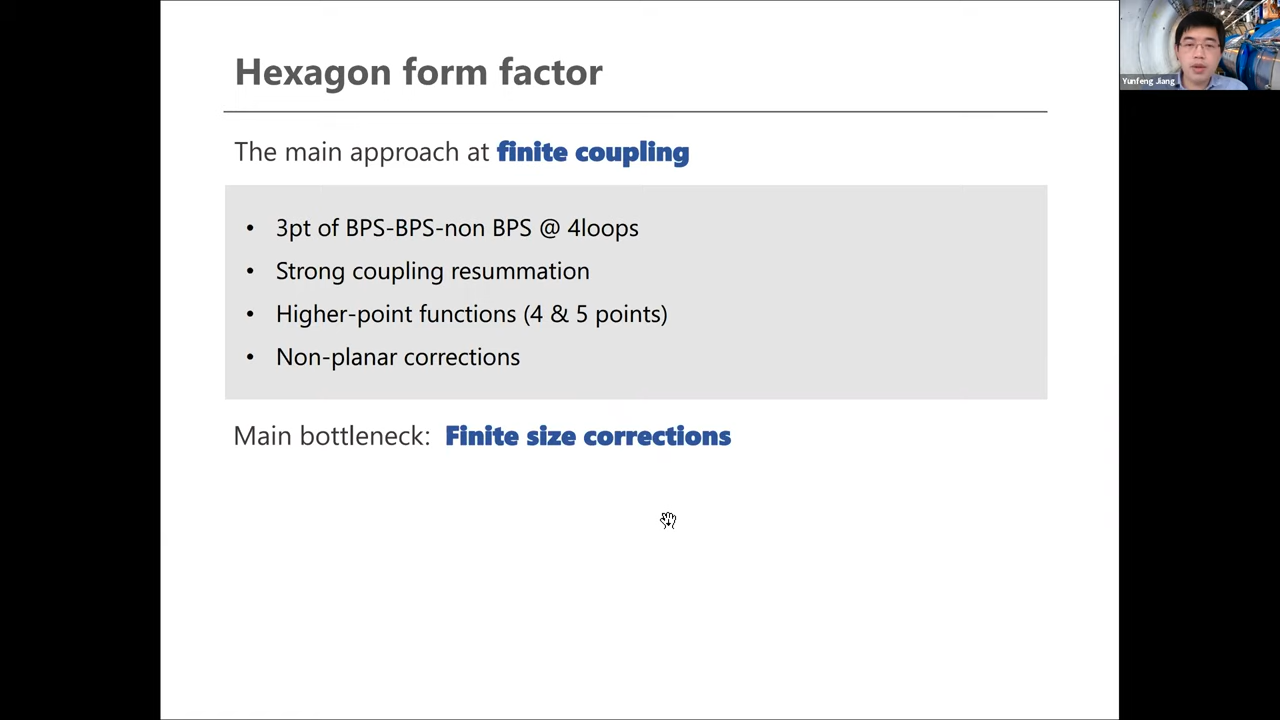 Hexagon form factor
Yunfeng Jiang
The main approach at finite coupling
• 3pt of BPS-BPS-non BPS @ 4loops
• Strong coupling resummation
• Higher-point functions (4 & 5 points)
• Non-planar corrections
Main bottleneck: Finite size corrections